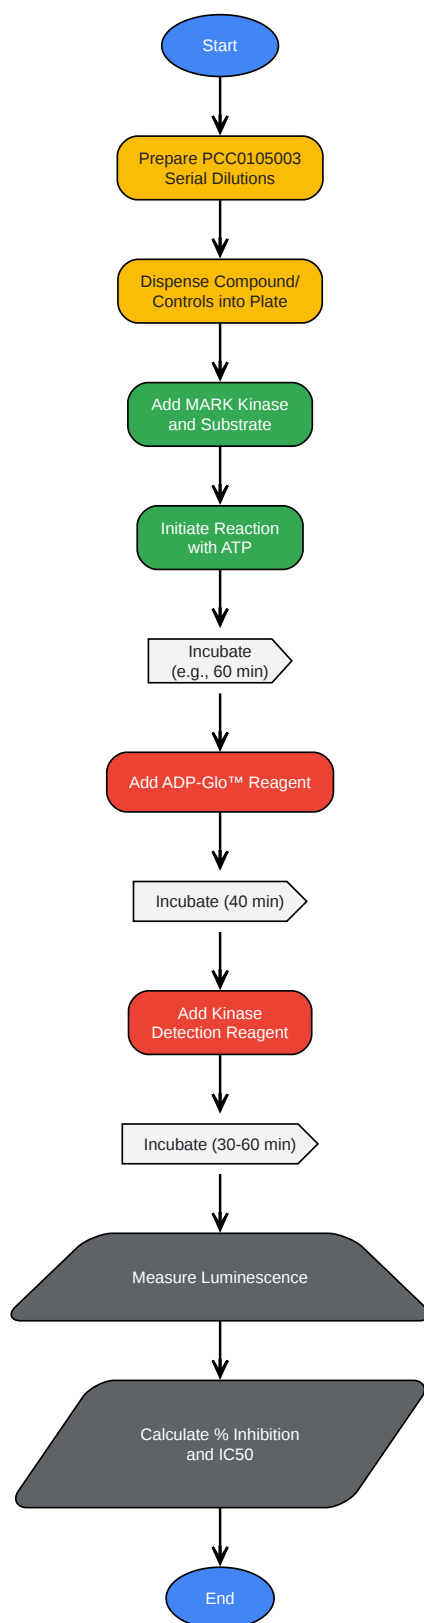 Start
Prepare PCC0105003
Serial Dilutions
Dispense Compound/
Controls into Plate
Add MARK Kinase
and Substrate
Initiate Reaction
with ATP
Incubate
(e.g., 60 min)
Add ADP-Glo™ Reagent
Incubate (40 min)
Add Kinase
Detection Reagent
Incubate (30-60 min)
Measure Luminescence
Calculate % Inhibition
and IC50
End